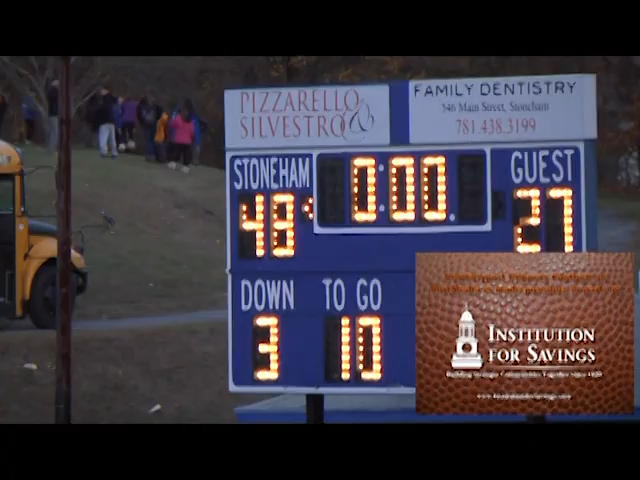 PIZZARELLO
& SILVESTRO
FAMILY DENTISTRY
346 Main Street, Stoneham
781.438.3199
STONEHAM
0:00.
GUEST
48
27
DOWN
TO GO
3
10
INSTITUTION
FOR SAVINGS